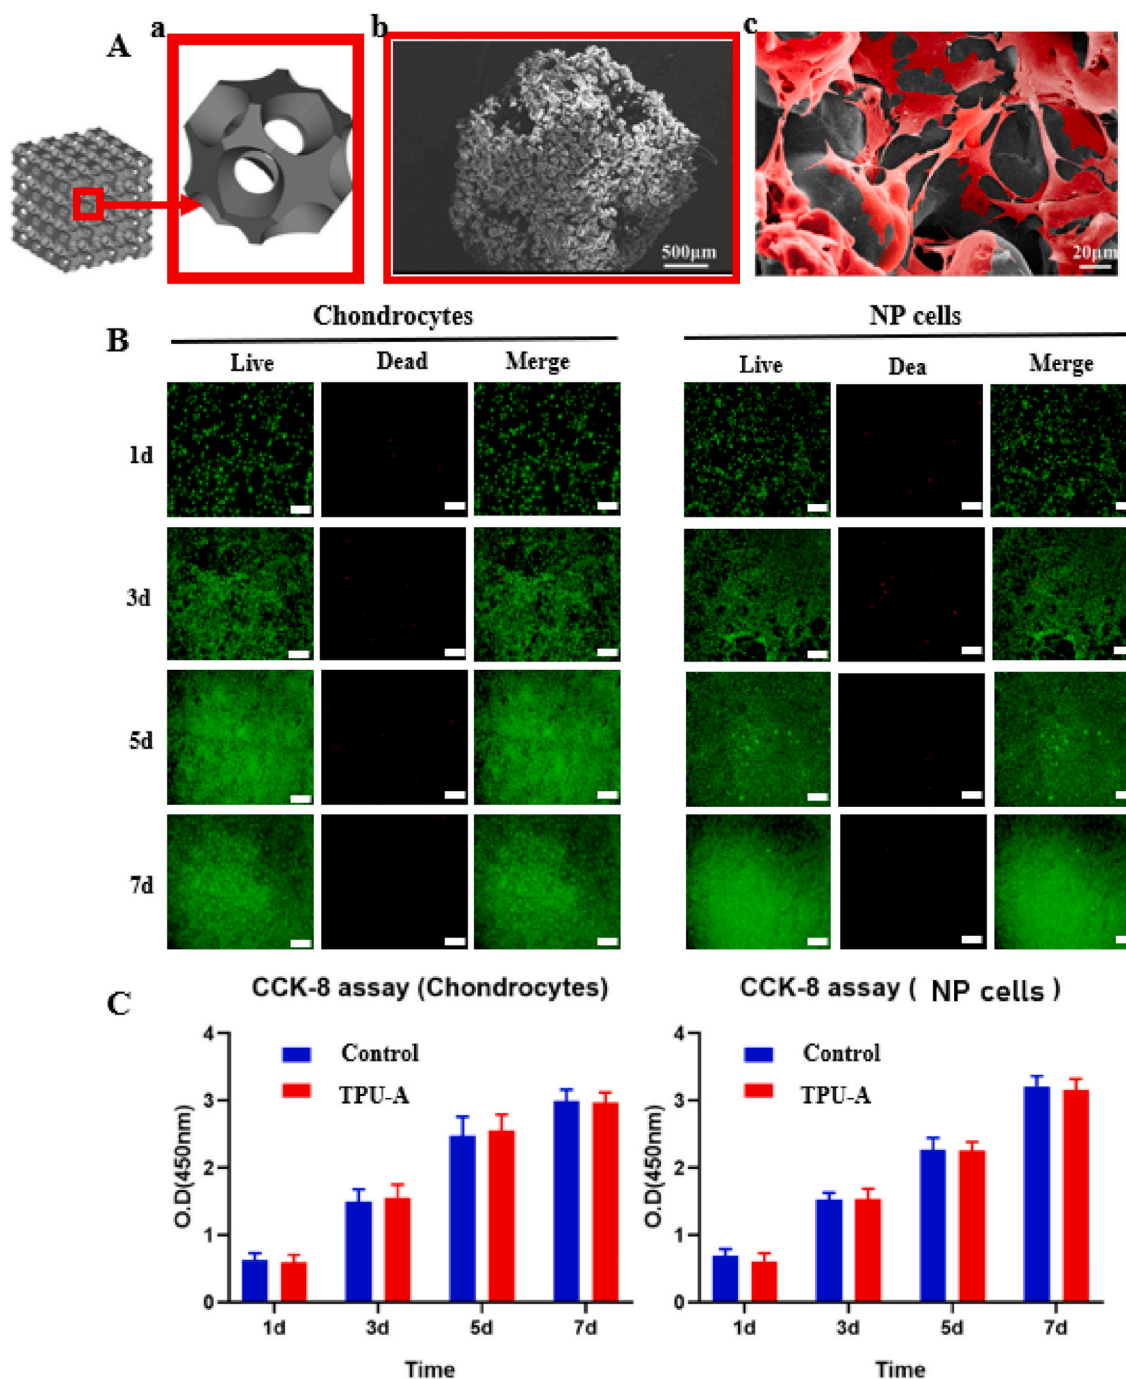 A
a
b
c
500μm
20μm
B
Chondrocytes
NP cells
Live
Dead
Merge
Live
Dea
Merge
1d
3d
5d
7d
C
CCK-8 assay (Chondrocytes)
4
3
2
1
0
O.D(450nm)
Control
TPU-A
1d
3d
5d
7d
Time
CCK-8 assay ( NP cells )
4
3
2
1
0
O.D(450nm)
Control
TPU-A
1d
3d
5d
7d
Time